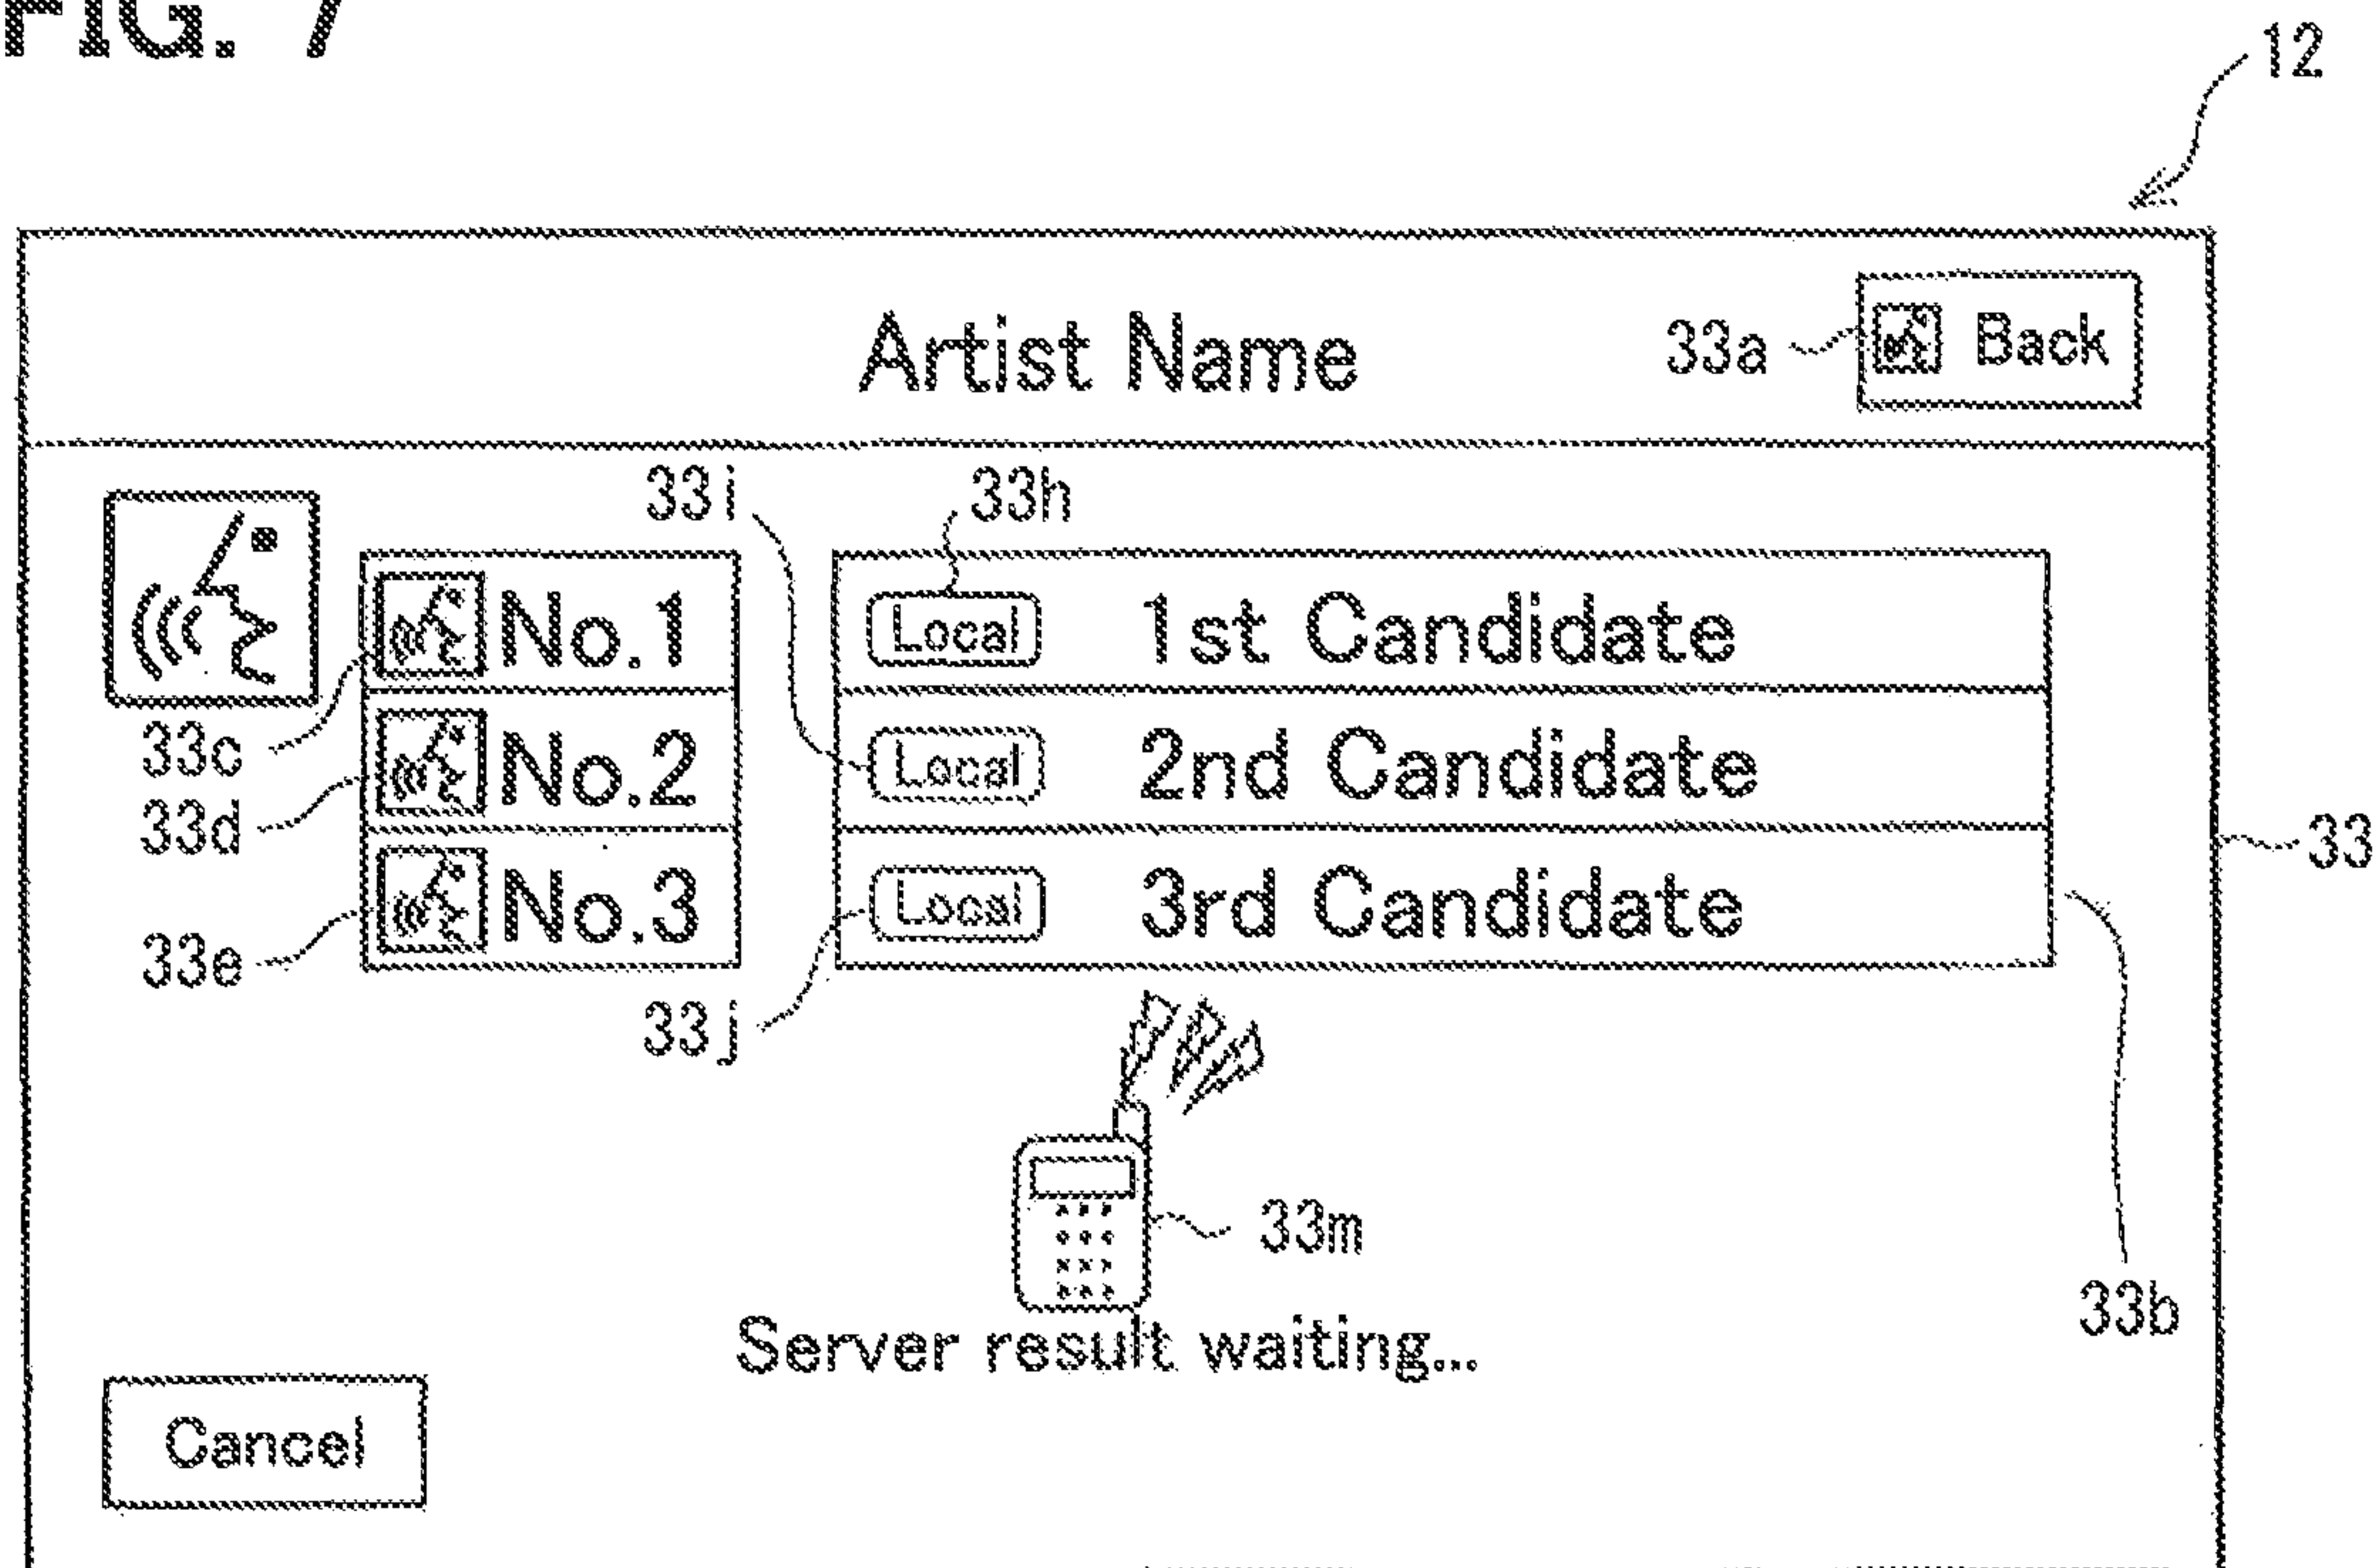 FIG. 7
12
Artist Name
33a
Back
33i
33h
No.1
Local
1st Candidate
33c
No.2
Local
2nd Candidate
33d
33
No.3
Local
3rd Candidate
33e
33j
33m
33b
Server result waiting...
Cancel